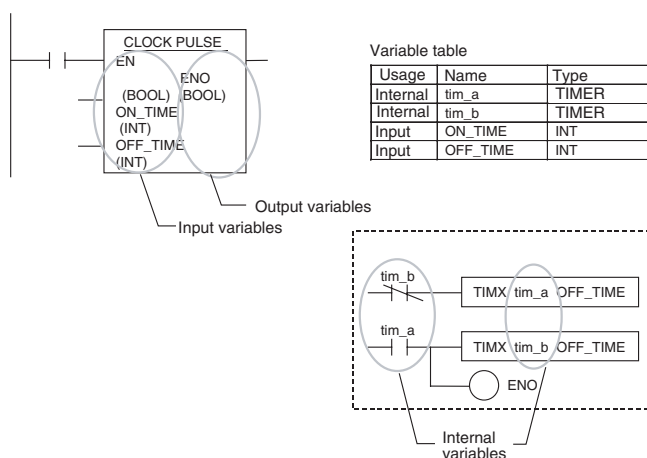 CLOCK PULSE
EN
ENO
(BOOL) (BOOL)
ON_TIME
(INT)
OFF_TIME
(INT)
Output variables
Input variables
Variable table
Usage Name Type
Internal tim_a TIMER
Internal tim_b TIMER
Input ON_TIME INT
Input OFF_TIME INT
tim_b
TIMX tim_a OFF_TIME
tim_a
TIMX tim_b OFF_TIME
ENO
Internal
variables